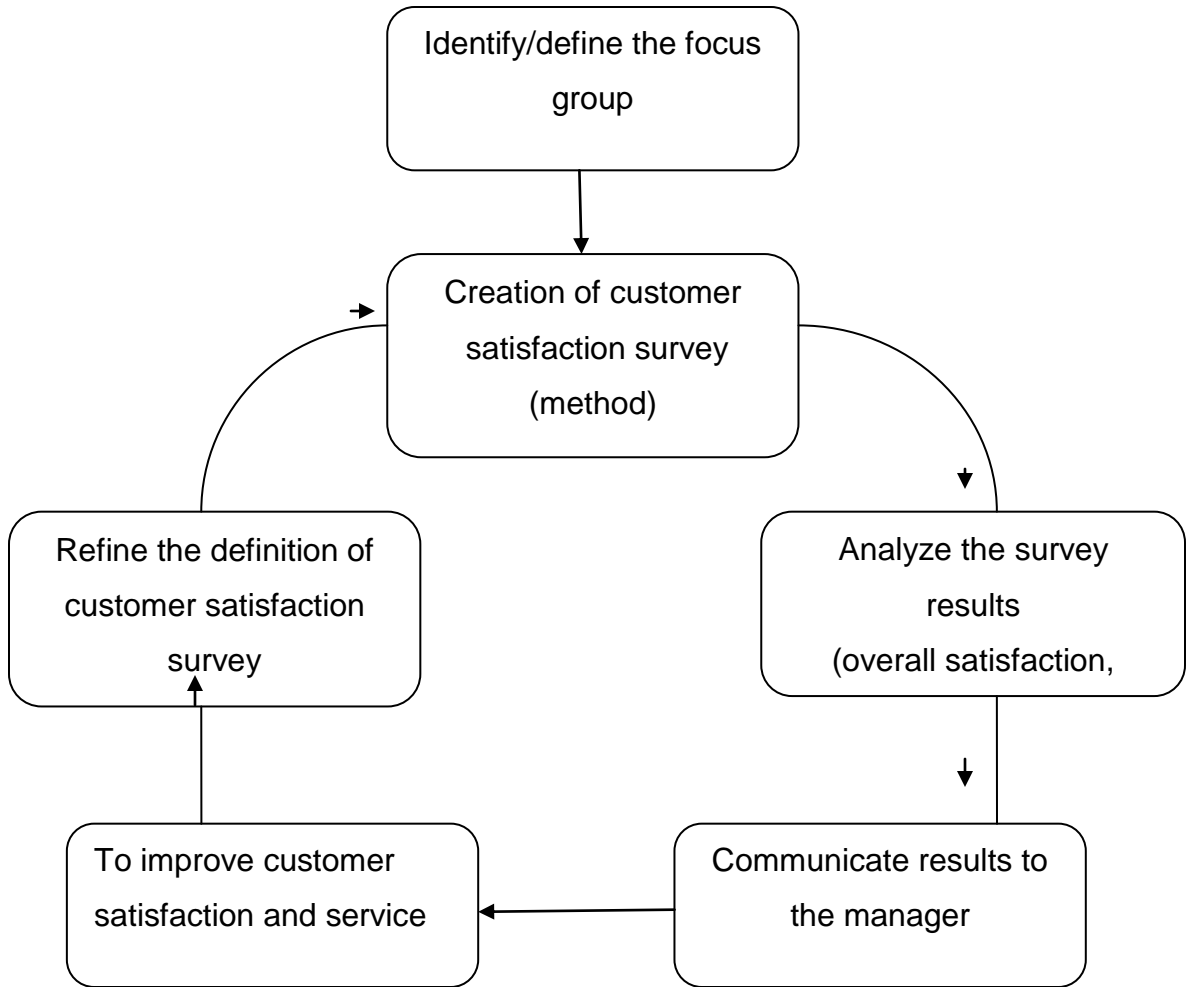 Identify/define the focus
group
Creation of customer
satisfaction survey
(method)
Refine the definition of
customer satisfaction
survey
Analyze the survey
results
(overall satisfaction,
To improve customer
satisfaction and service
Communicate results to
the manager